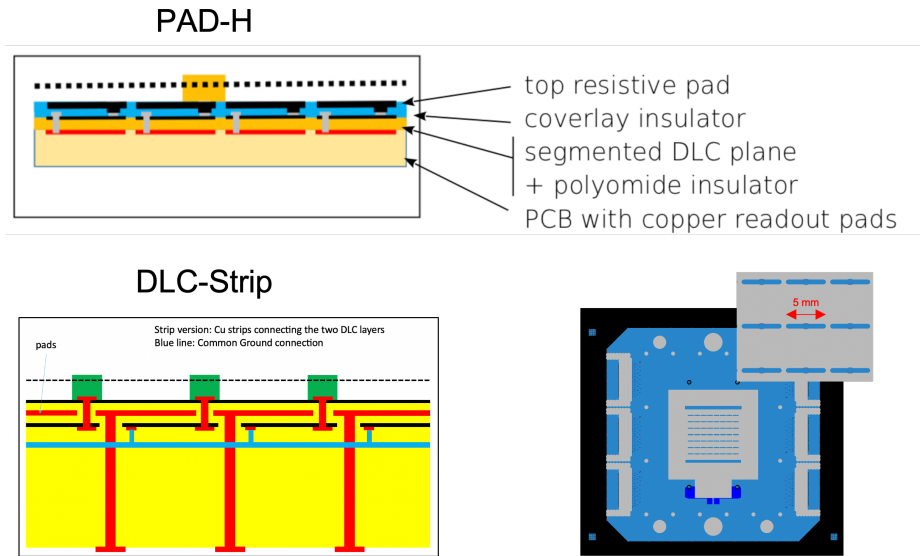 PAD-H
top resistive pad
coverlay insulator
segmented DLC plane
+ polyomide insulator
PCB with copper readout pads
DLC-Strip
Strip version: Cu strips connecting the two DLC layers
Blue line: Common Ground connection
pads
5 mm